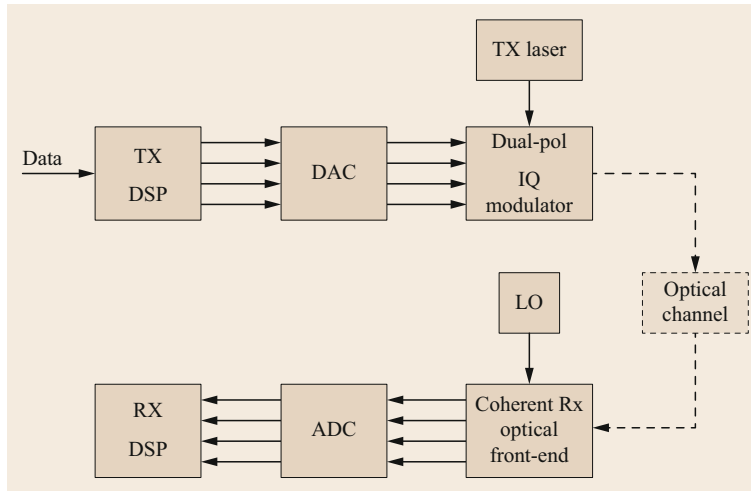 TX laser
Data
TX
DSP
DAC
Dual-pol
IQ
modulator
Optical
channel
LO
RX
DSP
ADC
Coherent Rx
optical
front-end